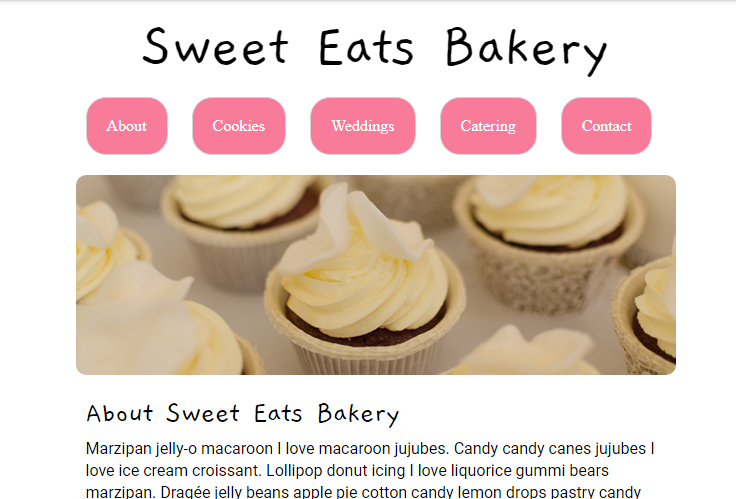 Sweet Eats Bakery
About Cookies Weddings Catering Contact
About Sweet Eats Bakery
Marzipan jelly-o macaroon I love macaroon jujubes. Candy candy canes jujubes I
love ice cream croissant. Lollipop donut icing I love liquorice gummi bears
marzipan. Dragée jelly beans apple pie cotton candy lemon drops pastry candy